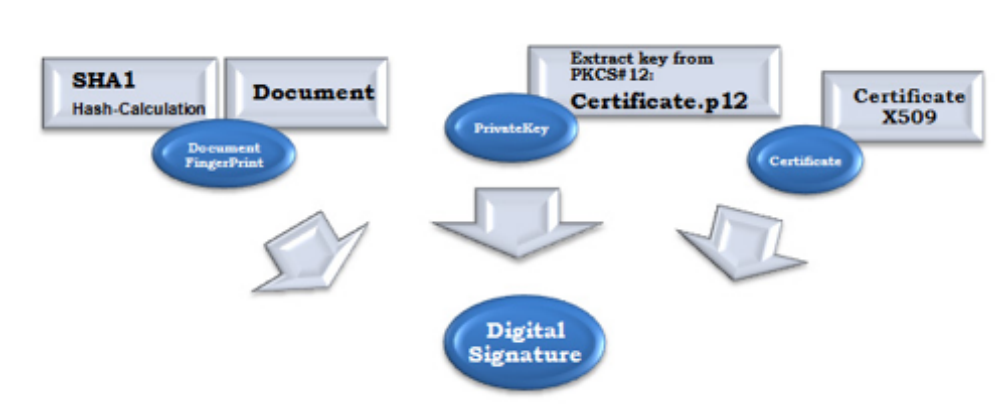 SHA1
Hash-Calculation
Document
Document
FingerPrint
Extract key from
PKCS#12:
Certificate.p12
PrivateKey
Certificate
X509
Certificate
Digital
Signature